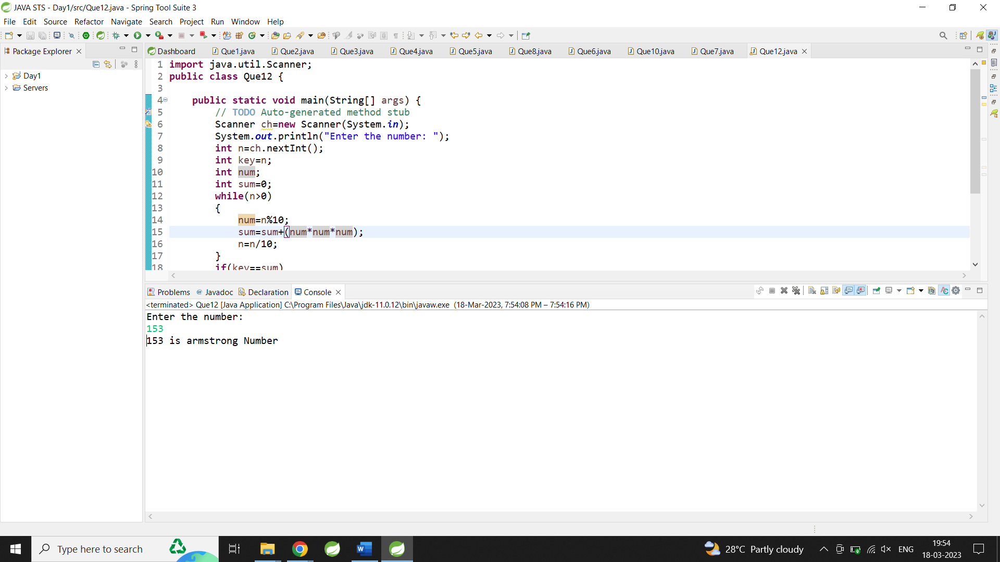 JAVA STS - Day1/src/Que12.java - Spring Tool Suite 3
File Edit Source Refactor Navigate Search Project Run Window Help
Package Explorer
Day1
Servers
Dashboard Que1.java Que2.java Que3.java Que4.java Que5.java Que8.java Que6.java Que10.java Que7.java Que12.java
1 import java.util.Scanner;
2 public class Que12 {
3
4 public static void main(String[] args) {
5 // TODO Auto-generated method stub
6 Scanner ch=new Scanner(System.in);
7 System.out.println("Enter the number: ");
8 int n=ch.nextInt();
9 int key=n;
10 int num;
11 int sum=0;
12 while(n>0)
13 {
14 num=n%10;
15 sum=sum+(num*num*num);
16 n=n/10;
17 }
18 if(key==sum)
Problems Javadoc Declaration Console
<terminated> Que12 [Java Application] C:\Program Files\Java\jdk-11.0.12\bin\javaw.exe (18-Mar-2023, 7:54:08 PM – 7:54:16 PM)
Enter the number:
153
153 is armstrong Number
Type here to search
28°C Partly cloudy
ENG
19:54
18-03-2023